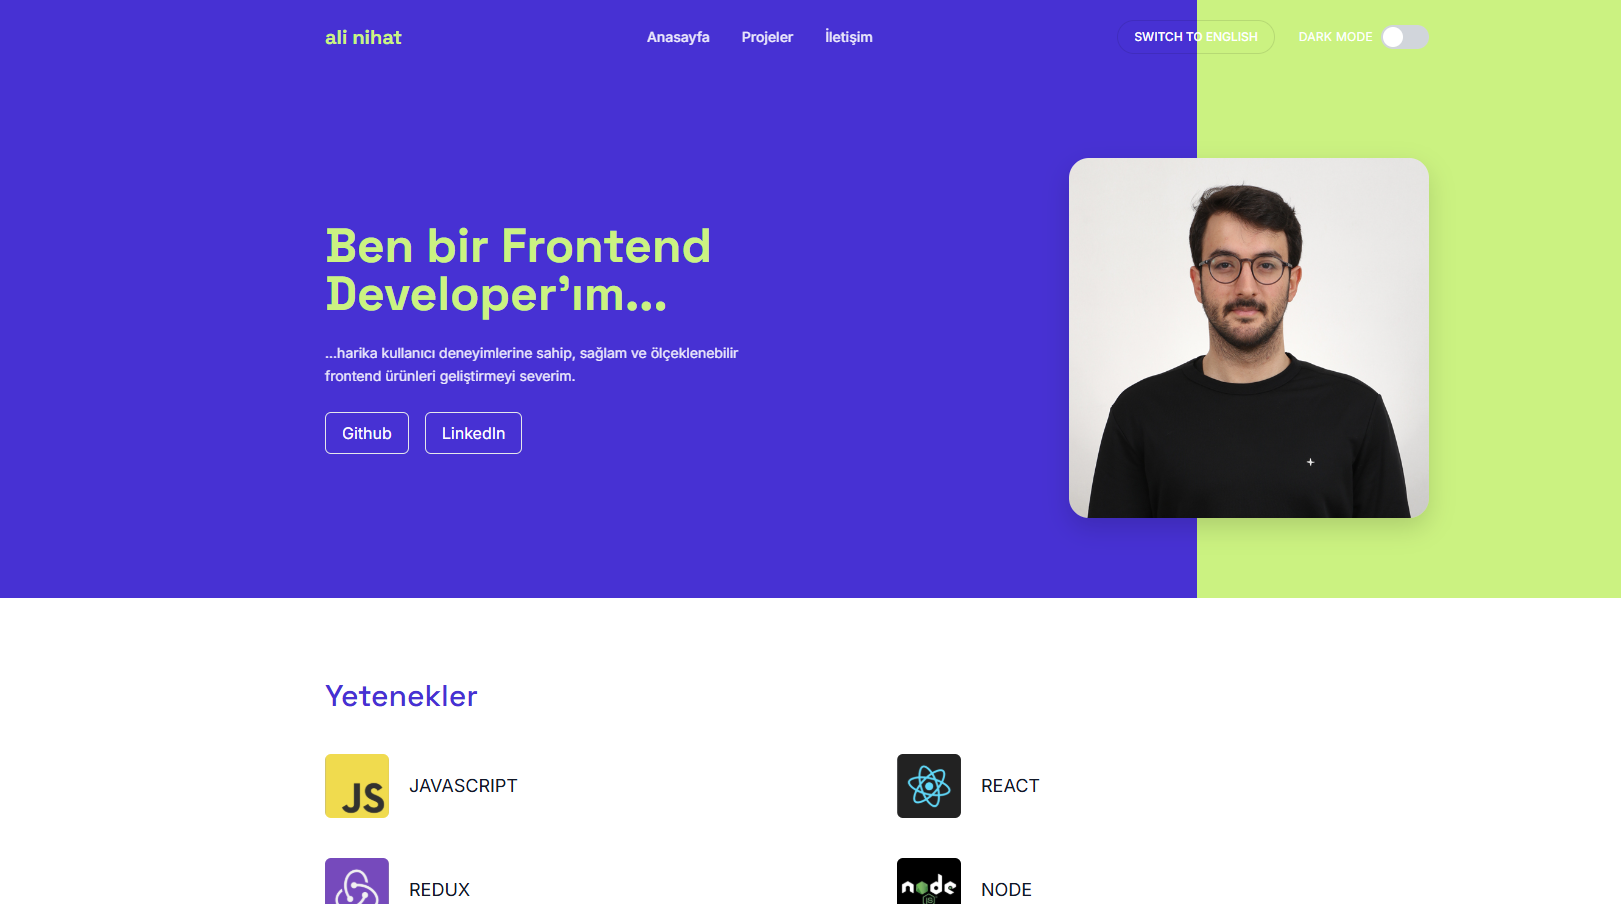 ali nihat
Anasayfa
Projeler
İletişim
SWITCH TO ENGLISH
DARK MODE
Ben bir Frontend
Developer’ım...
...harika kullanıcı deneyimlerine sahip, sağlam ve ölçeklenebilir
frontend ürünleri geliştirmeyi severim.
Github
LinkedIn
Yetenekler
JS
JAVASCRIPT
REACT
REDUX
node
JS
NODE